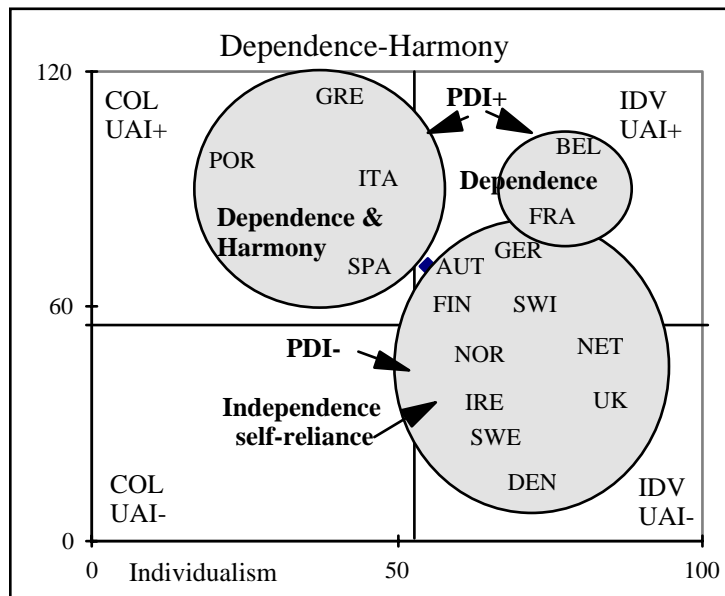 Dependence-Harmony
120
COL
UAI+
GRE
PDI+
IDV
UAI+
BEL
POR
ITA
Dependence
Dependence &
Harmony
FRA
SPA
AUT
GER
60
FIN
SWI
PDI-
NOR
NET
Independence
self-reliance
IRE
UK
SWE
COL
UAI-
DEN
IDV
UAI-
0
0
Individualism
50
100